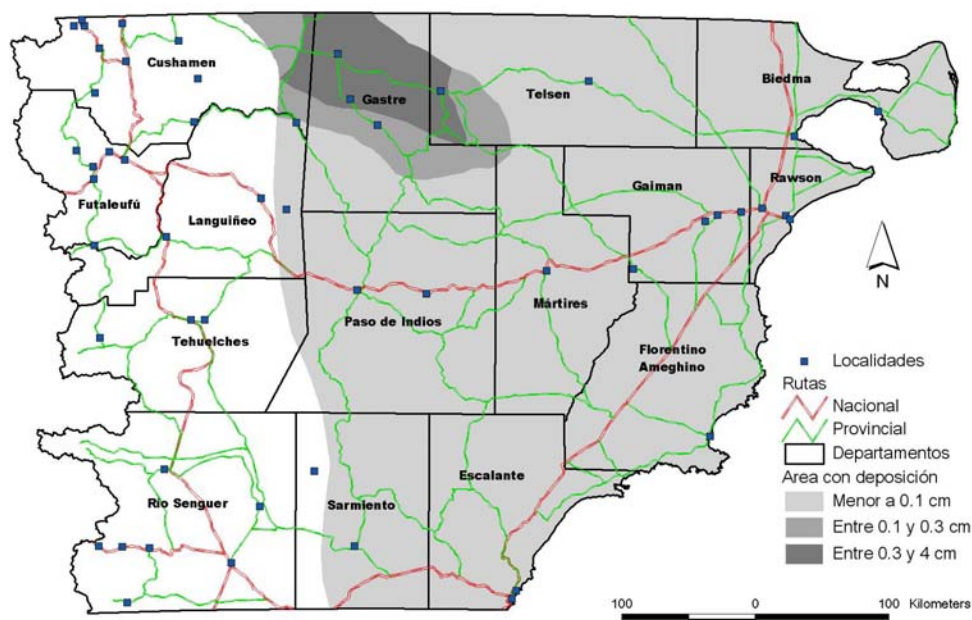 Cushamen
Gastre
Telsen
Biedma
Futaleufú
Languiñeo
Gaiman
Rawson
N
Tehuelches
Paso de Indios
Mártires
Florentino
Ameghino
Río Senguer
Sarmiento
Escalante
Localidades
Rutas
Nacional
Provincial
Departamentos
Area con deposición
Menor a 0.1 cm
Entre 0.1 y 0.3 cm
Entre 0.3 y 4 cm
100 0 100 Kilometers